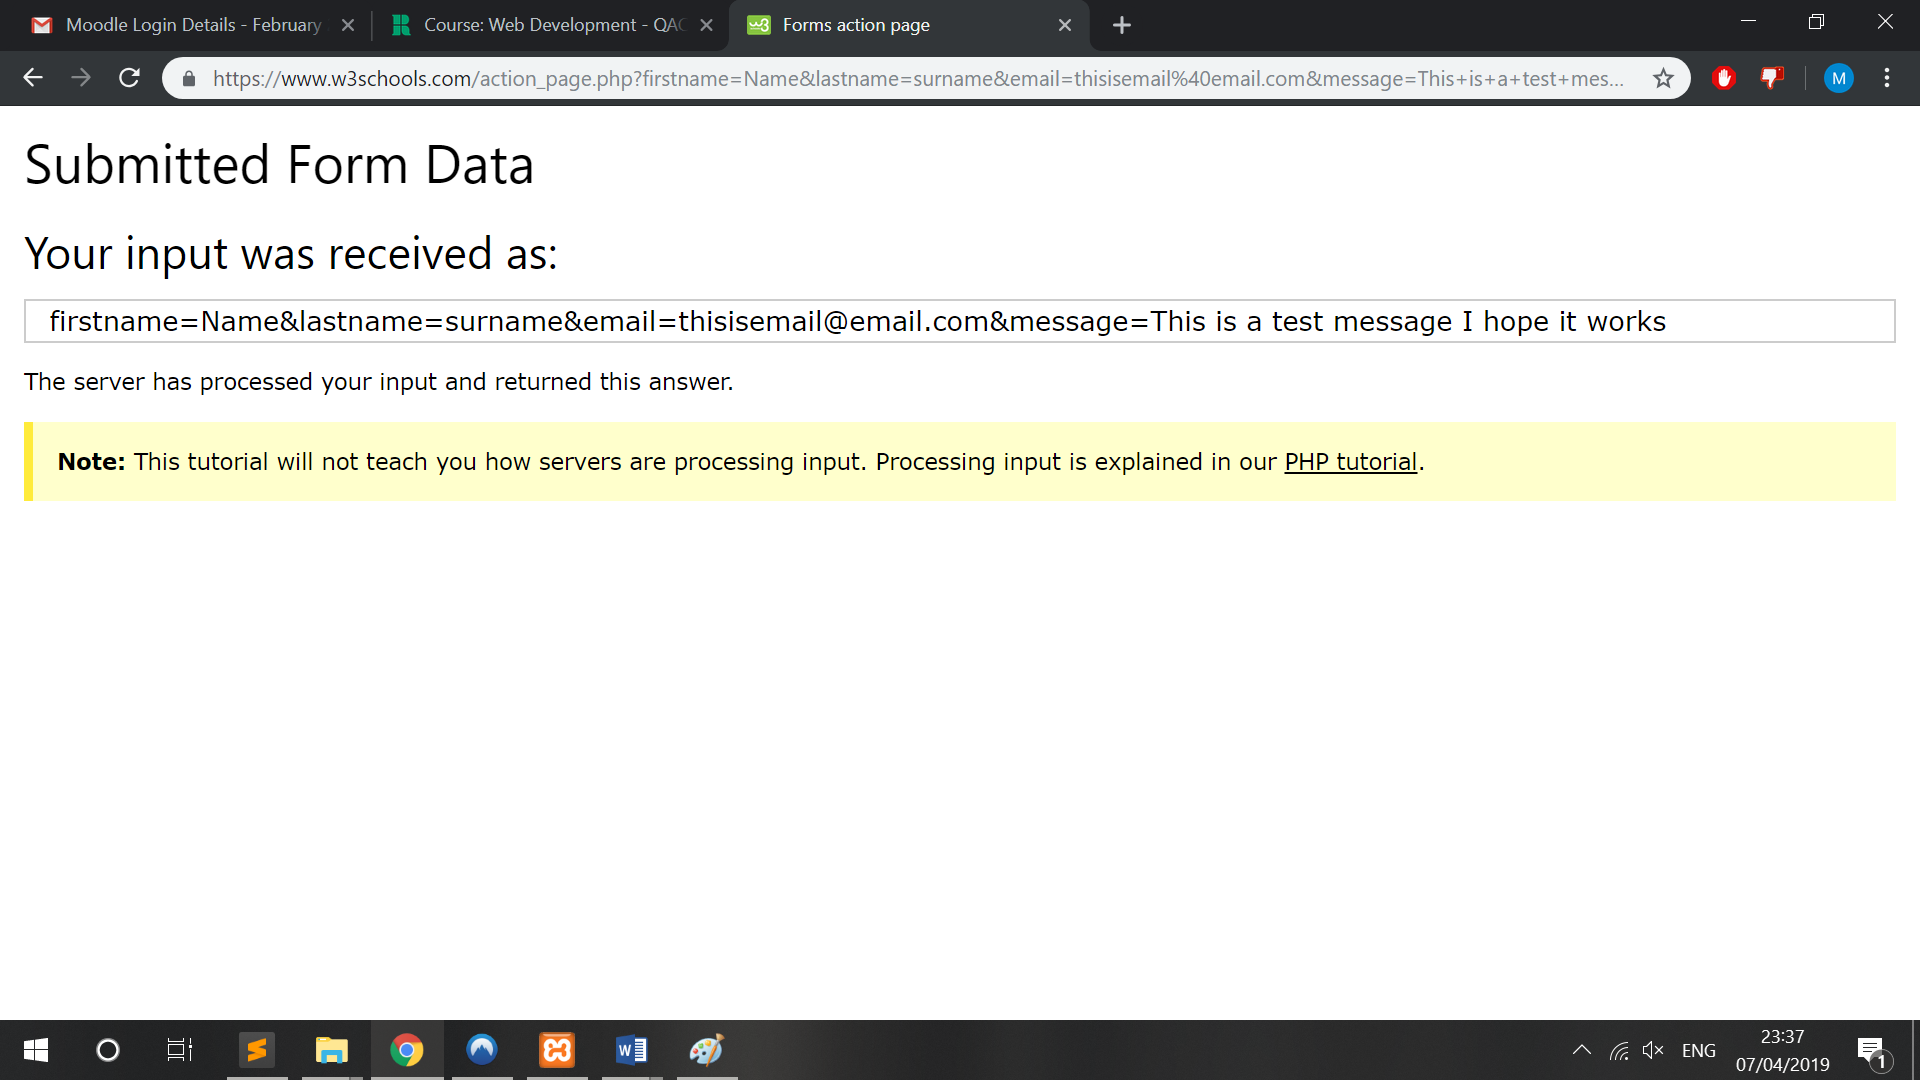 Moodle Login Details - February
Course: Web Development - QAC
Forms action page
https://www.w3schools.com/action_page.php?firstname=Name&lastname=surname&email=thisisemail%40email.com&message=This+is+a+test+mes...
M
Submitted Form Data
Your input was received as:
firstname=Name&lastname=surname&email=thisisemail@email.com&message=This is a test message I hope it works
The server has processed your input and returned this answer.
Note: This tutorial will not teach you how servers are processing input. Processing input is explained in our PHP tutorial.
ENG
23:37
07/04/2019
1